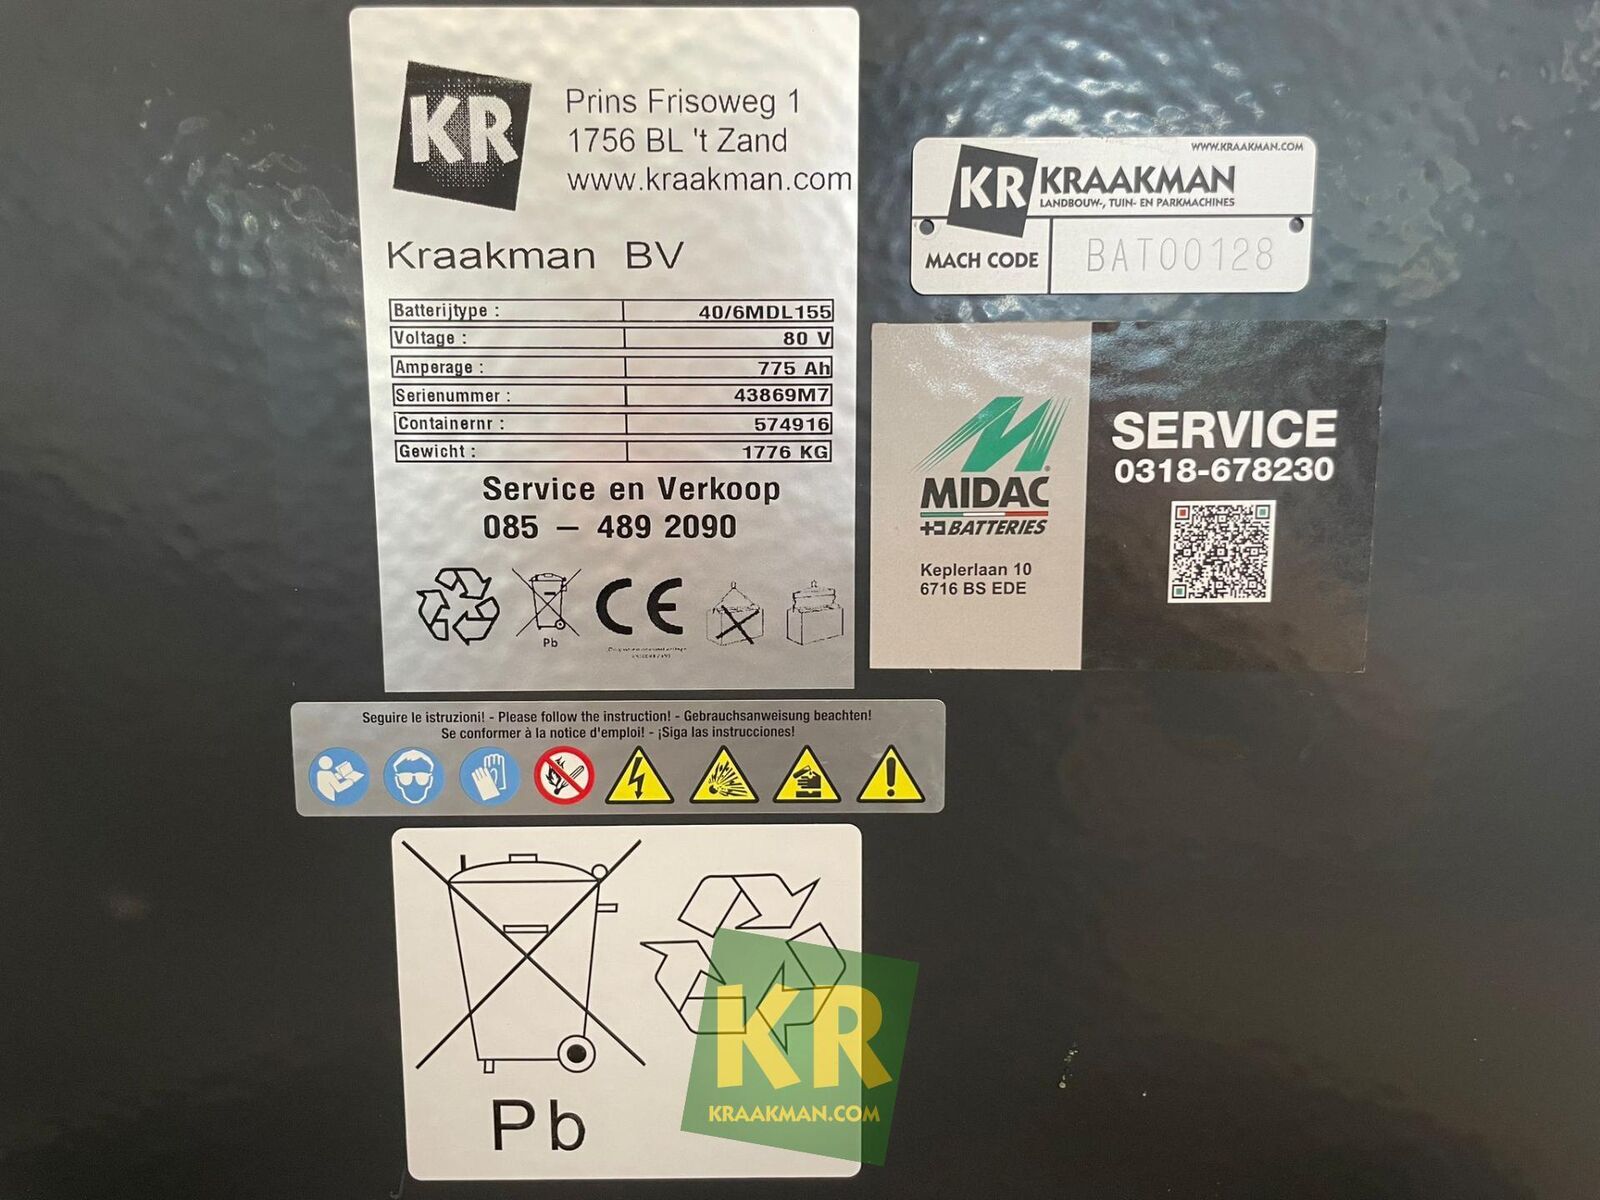 KR
Prins Frisoweg 1
1756 BL 't Zand
www.kraakman.com
Kraakman BV
Batterijtype : 40/6MDL155
Voltage : 80 V
Amperage : 775 Ah
Serienummer : 43869M7
Containernr : 574916
Gewicht : 1776 KG
Service en Verkoop
085 – 489 2090
Pb
CE
WWW.KRAAKMAN.COM
KR KRAAKMAN
LANDBOUW-, TUIN- EN PARKMACHINES
MACH CODE BAT00128
MIDAC
BATTERIES
Keplerlaan 10
6716 BS EDE
SERVICE
0318-678230
Seguire le istruzioni! - Please follow the instruction! - Gebrauchsanweisung beachten!
Se conformer à la notice d'emploi! - ¡Siga las instrucciones!
Pb
KR
KRAAKMAN.COM